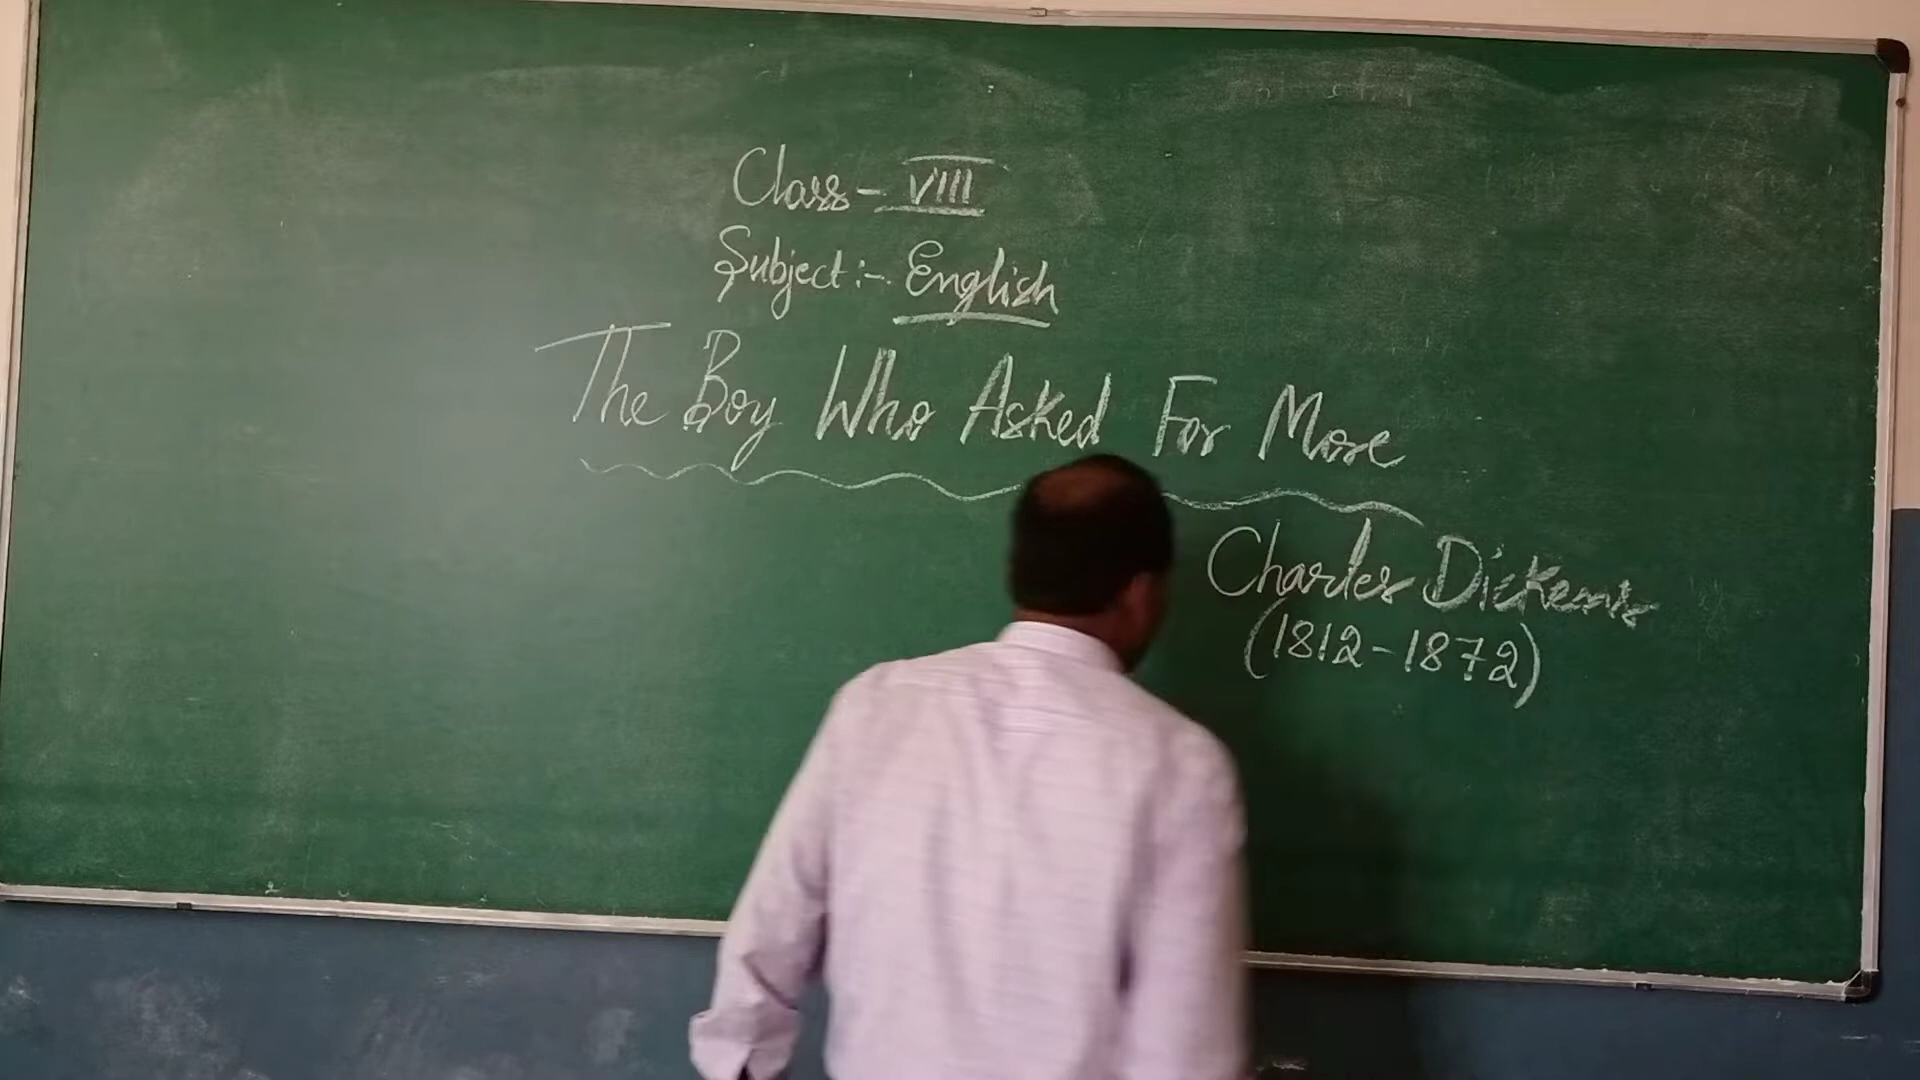 Class - VIII
Subject :- English
The Boy Who Asked For More
Charles Dickens
(1812-1872)